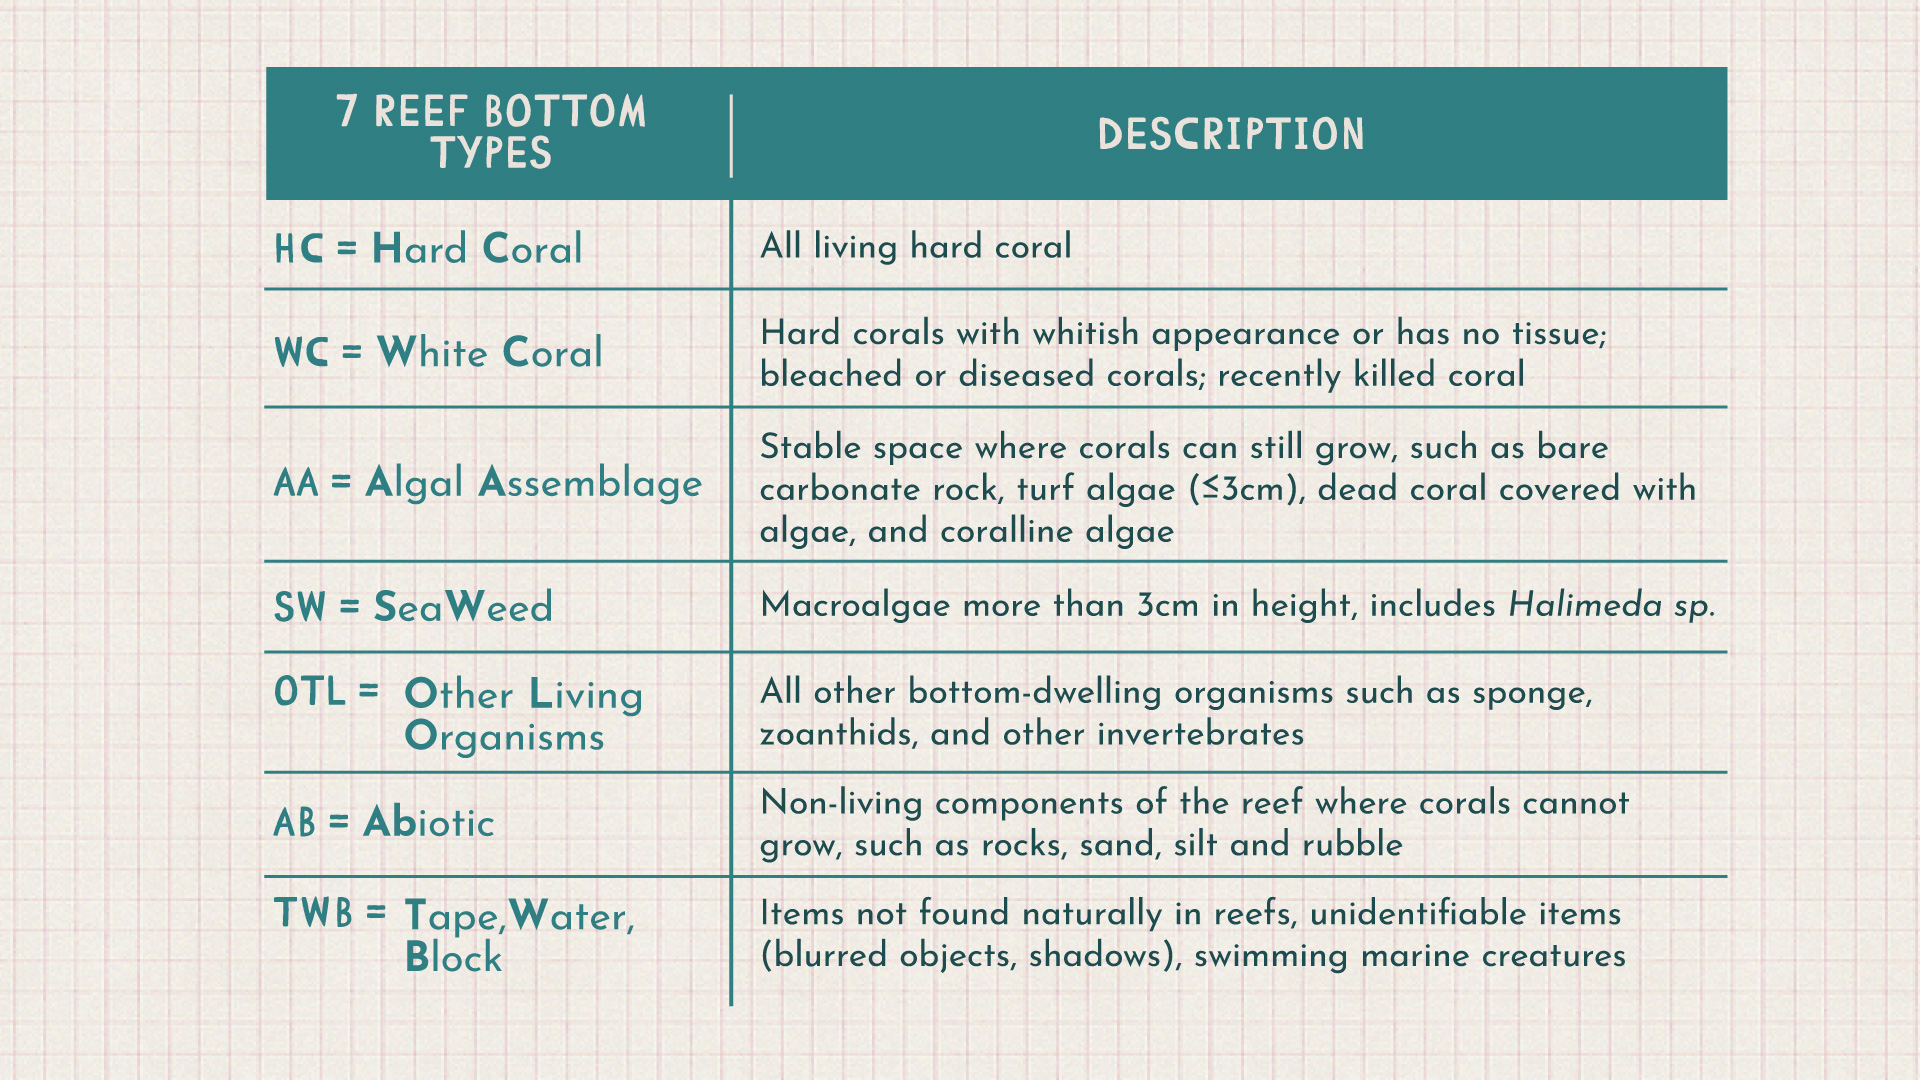 7 REEF BOTTOM
TYPES
DESCRIPTION
HC = Hard Coral
All living hard coral
WC = White Coral
Hard corals with whitish appearance or has no tissue;
bleached or diseased corals; recently killed coral
AA = Algal Assemblage
Stable space where corals can still grow, such as bare
carbonate rock, turf algae (≤3cm), dead coral covered with
algae, and coralline algae
SW = SeaWeed
Macroalgae more than 3cm in height, includes Halimeda sp.
OTL = Other Living
Organisms
All other bottom-dwelling organisms such as sponge,
zoanthids, and other invertebrates
AB = Abiotic
Non-living components of the reef where corals cannot
grow, such as rocks, sand, silt and rubble
TWB = Tape,Water,
Block
Items not found naturally in reefs, unidentifiable items
(blurred objects, shadows), swimming marine creatures